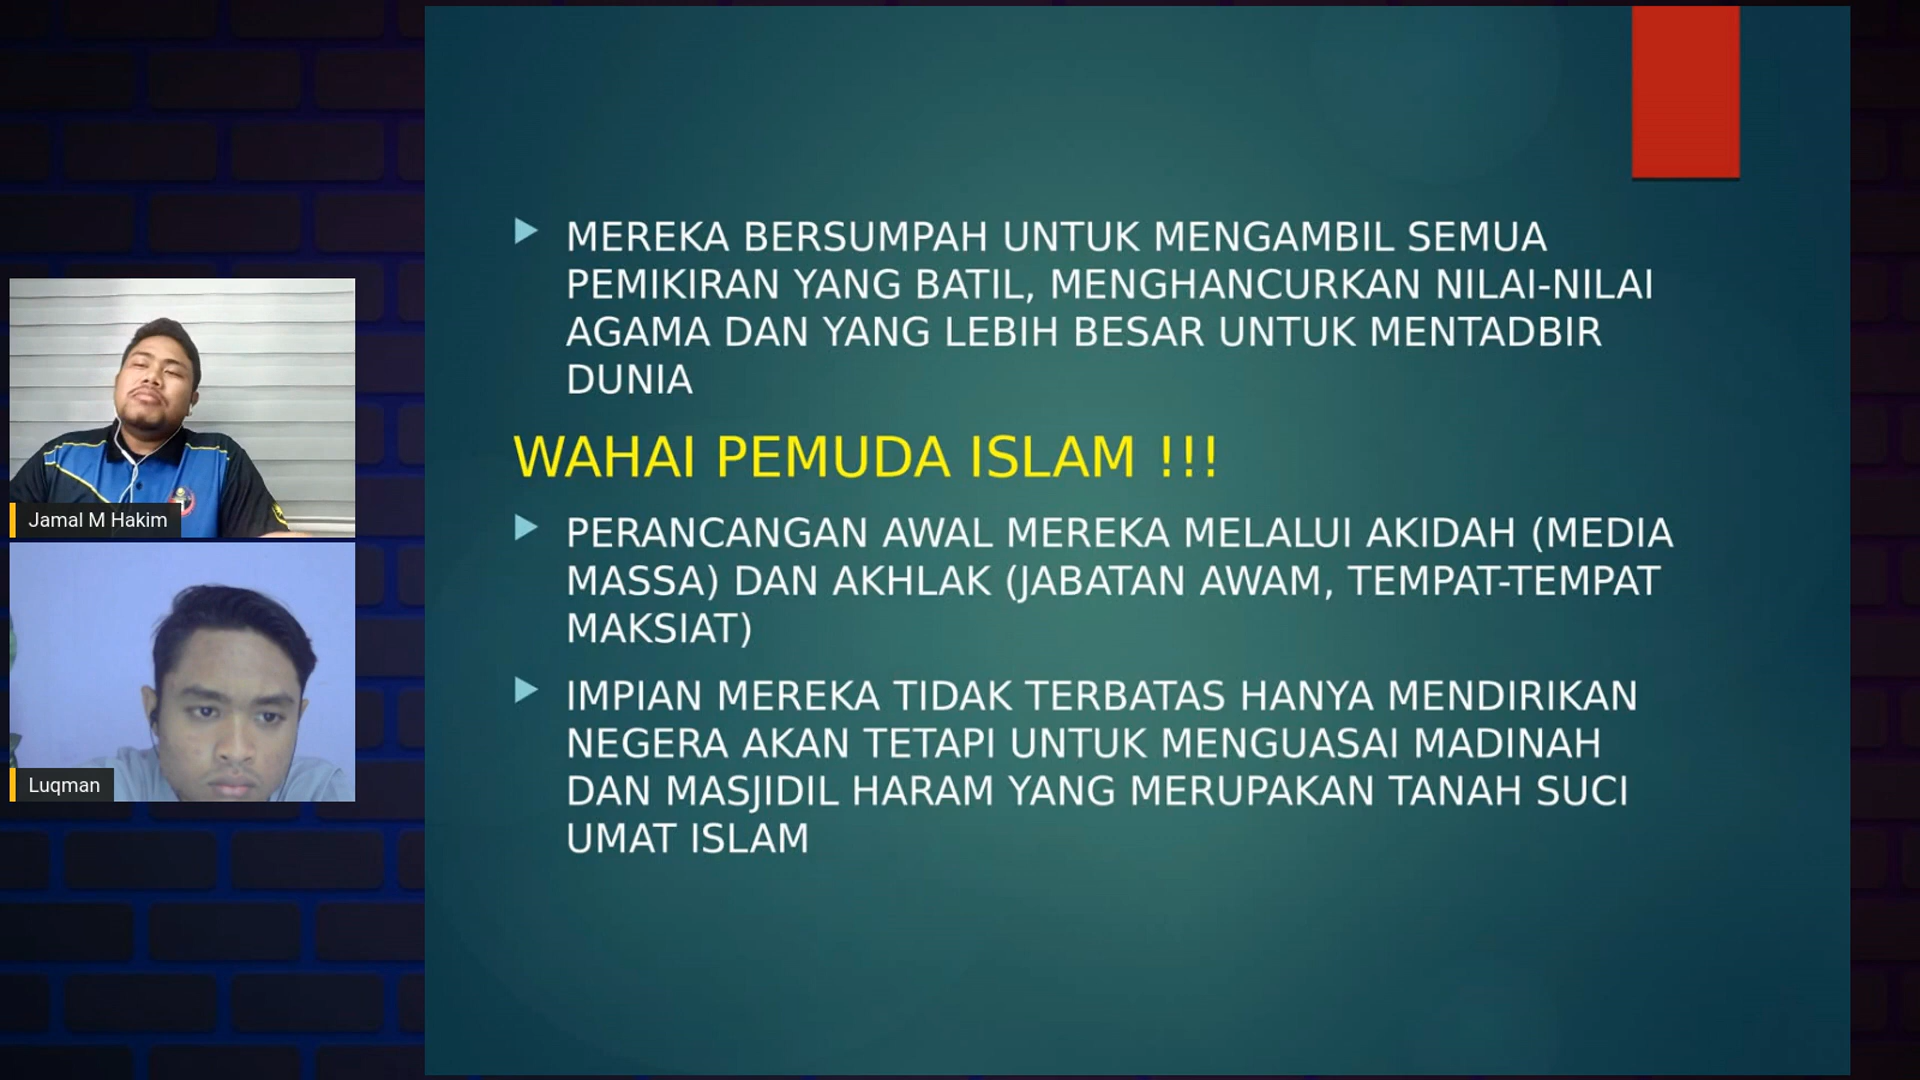 MEREKA BERSUMPAH UNTUK MENGAMBIL SEMUA
PEMIKIRAN YANG BATIL, MENGHANCURKAN NILAI-NILAI
AGAMA DAN YANG LEBIH BESAR UNTUK MENTADBIR
DUNIA
WAHAI PEMUDA ISLAM !!!
PERANCANGAN AWAL MEREKA MELALUI AKIDAH (MEDIA
MASSA) DAN AKHLAK (JABATAN AWAM, TEMPAT-TEMPAT
MAKSIAT)
IMPIAN MEREKA TIDAK TERBATAS HANYA MENDIRIKAN
NEGERA AKAN TETAPI UNTUK MENGUASAI MADINAH
DAN MASJIDIL HARAM YANG MERUPAKAN TANAH SUCI
UMAT ISLAM
Jamal M Hakim
Luqman